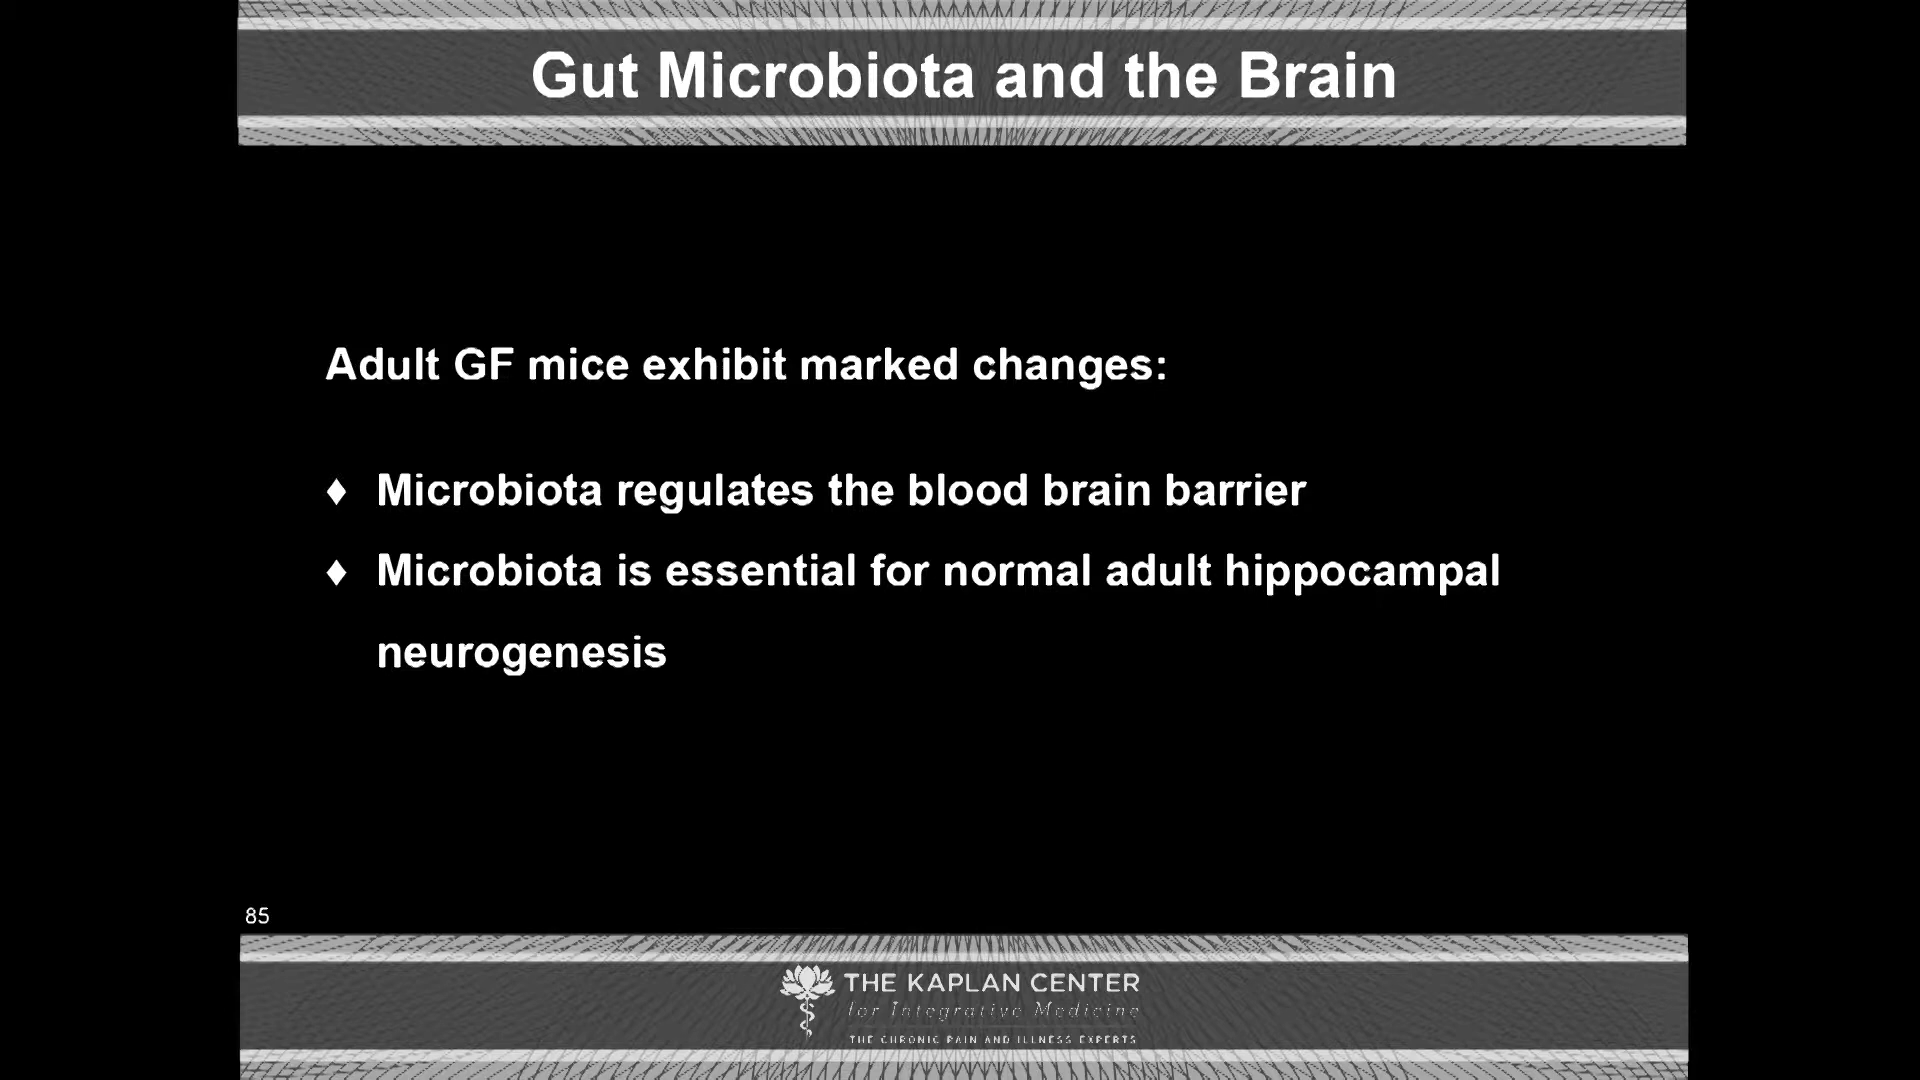 Gut Microbiota and the Brain
Adult GF mice exhibit marked changes:
♦ Microbiota regulates the blood brain barrier
♦ Microbiota is essential for normal adult hippocampal
neurogenesis
85
THE KAPLAN CENTER
for Integrative Medicine
THE CHRONIC PAIN AND ILLNESS EXPERTS